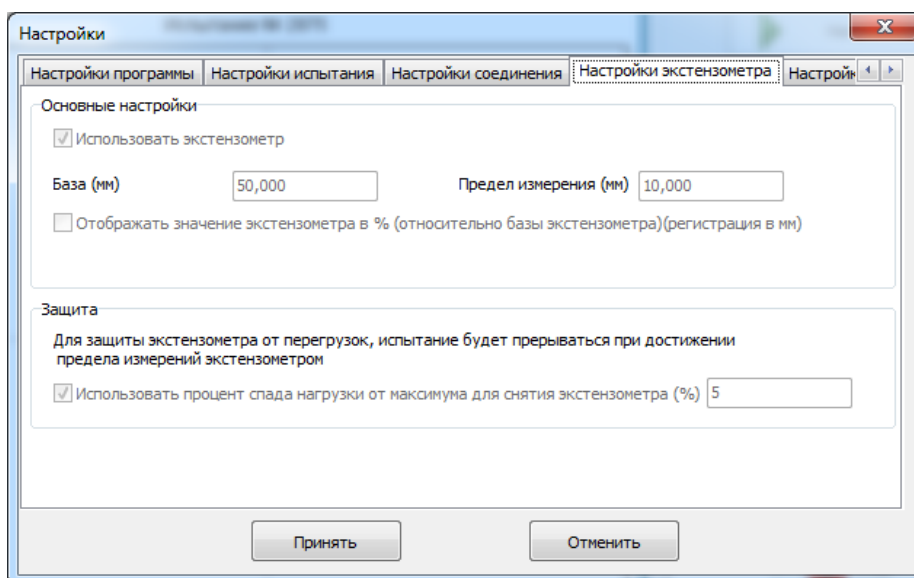 Настройки
Настройки программы Настройки испытания Настройки соединения Настройки экстензометра Настройк
Основные настройки
Использовать экстензометр
База (мм) 50,000 Предел измерения (мм) 10,000
Отображать значение экстензометра в % (относительно базы экстензометра)(регистрация в мм)
Защита
Для защиты экстензометра от перегрузок, испытание будет прерываться при достижении
предела измерений экстензометром
Использовать процент спада нагрузки от максимума для снятия экстензометра (%) 5
Принять Отменить